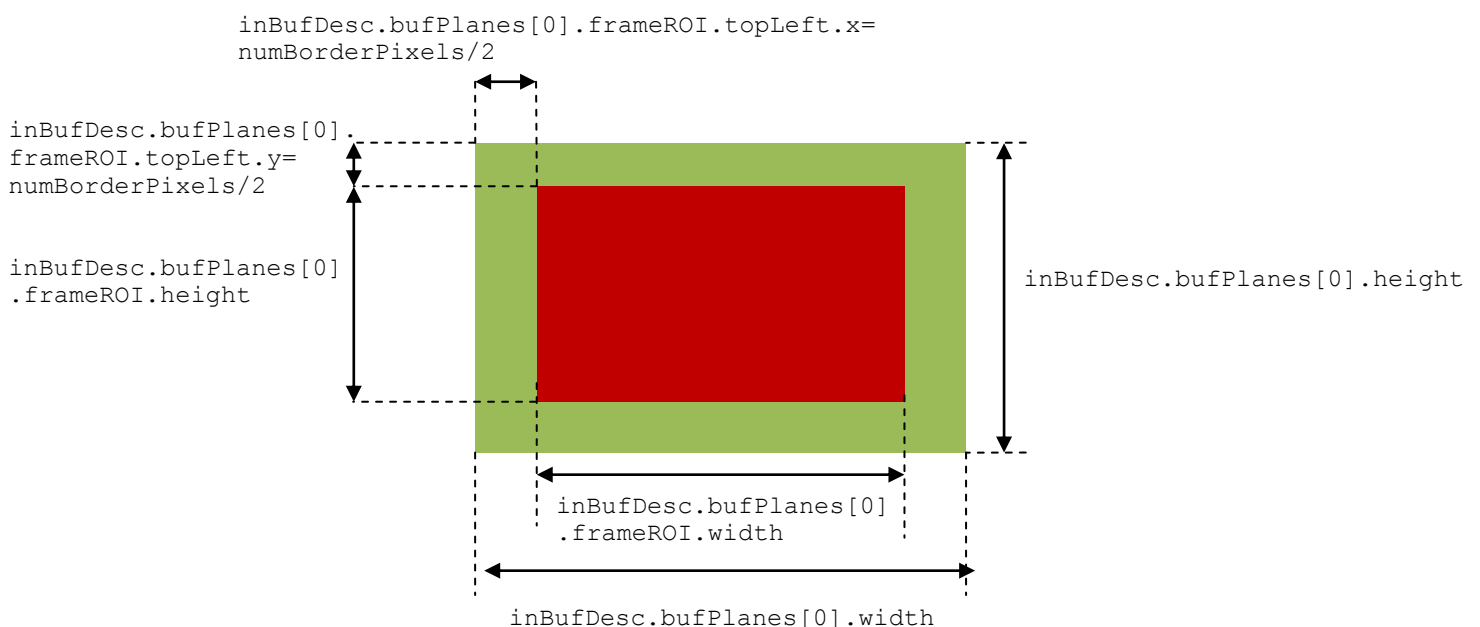 inBufDesc.bufPlanes[0].frameROI.topLeft.x=
numBorderPixels/2
inBufDesc.bufPlanes[0].
frameROI.topLeft.y=
numBorderPixels/2
inBufDesc.bufPlanes[0]
.frameROI.height
inBufDesc.bufPlanes[0].height
inBufDesc.bufPlanes[0]
.frameROI.width
inBufDesc.bufPlanes[0].width